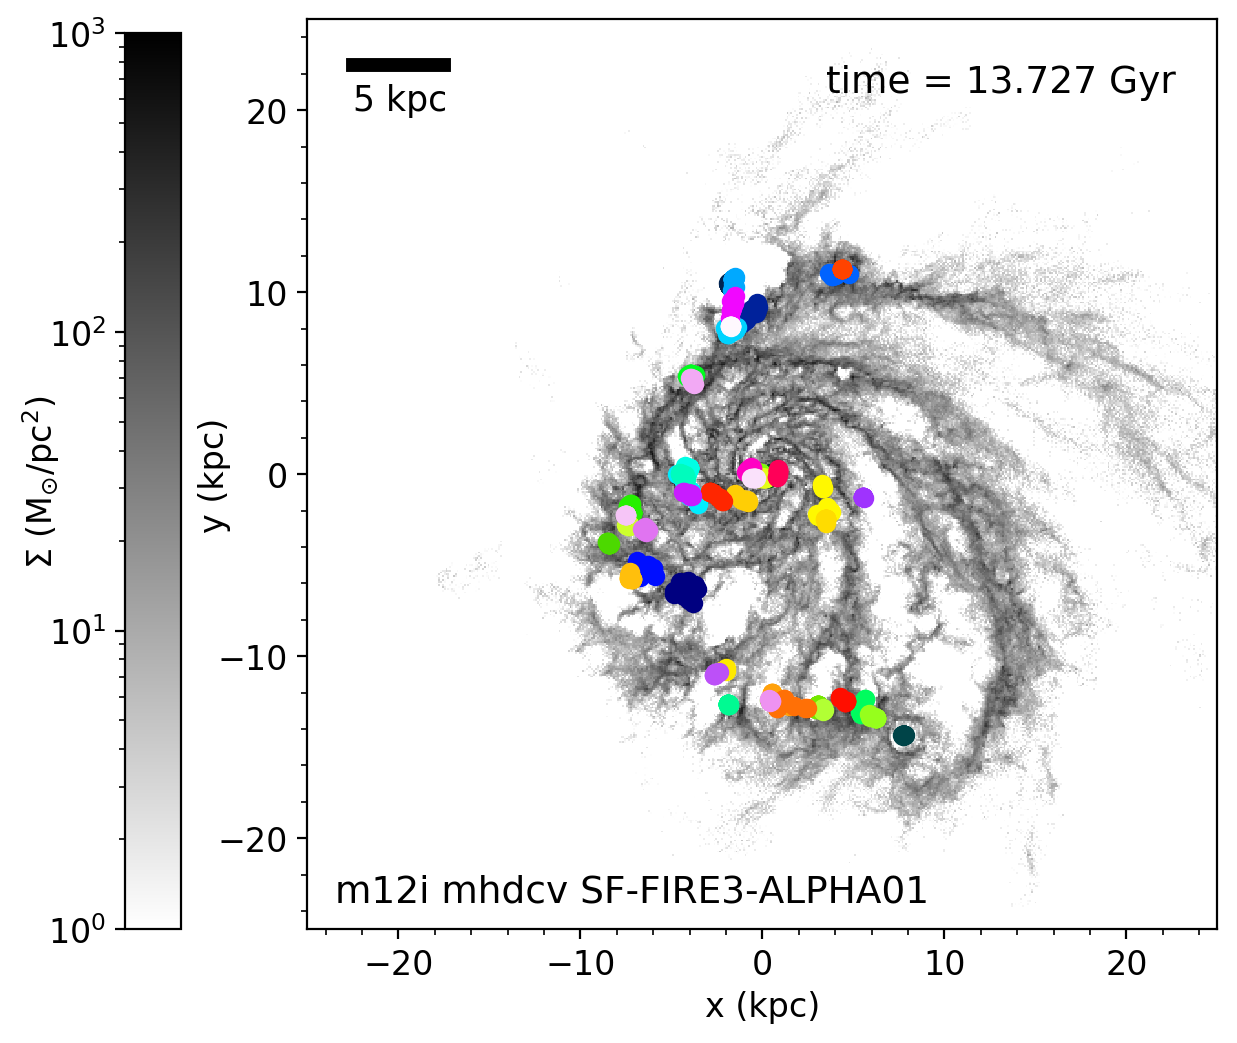 10³
10²
10¹
10⁰
Σ (M☉/pc²)
5 kpc
time = 13.727 Gyr
20
10
0
−10
−20
y (kpc)
m12i mhdcv SF-FIRE3-ALPHA01
−20
−10
0
10
20
x (kpc)